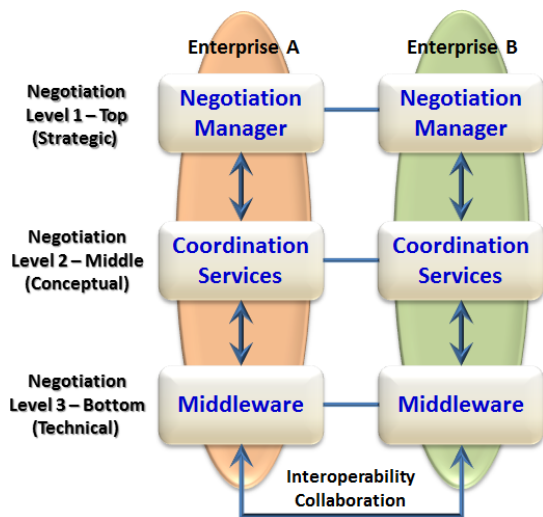 Enterprise A
Enterprise B
Negotiation
Level 1 – Top
(Strategic)
Negotiation
Manager
Negotiation
Manager
Negotiation
Level 2 – Middle
(Conceptual)
Coordination
Services
Coordination
Services
Negotiation
Level 3 – Bottom
(Technical)
Middleware
Middleware
Interoperability
Collaboration